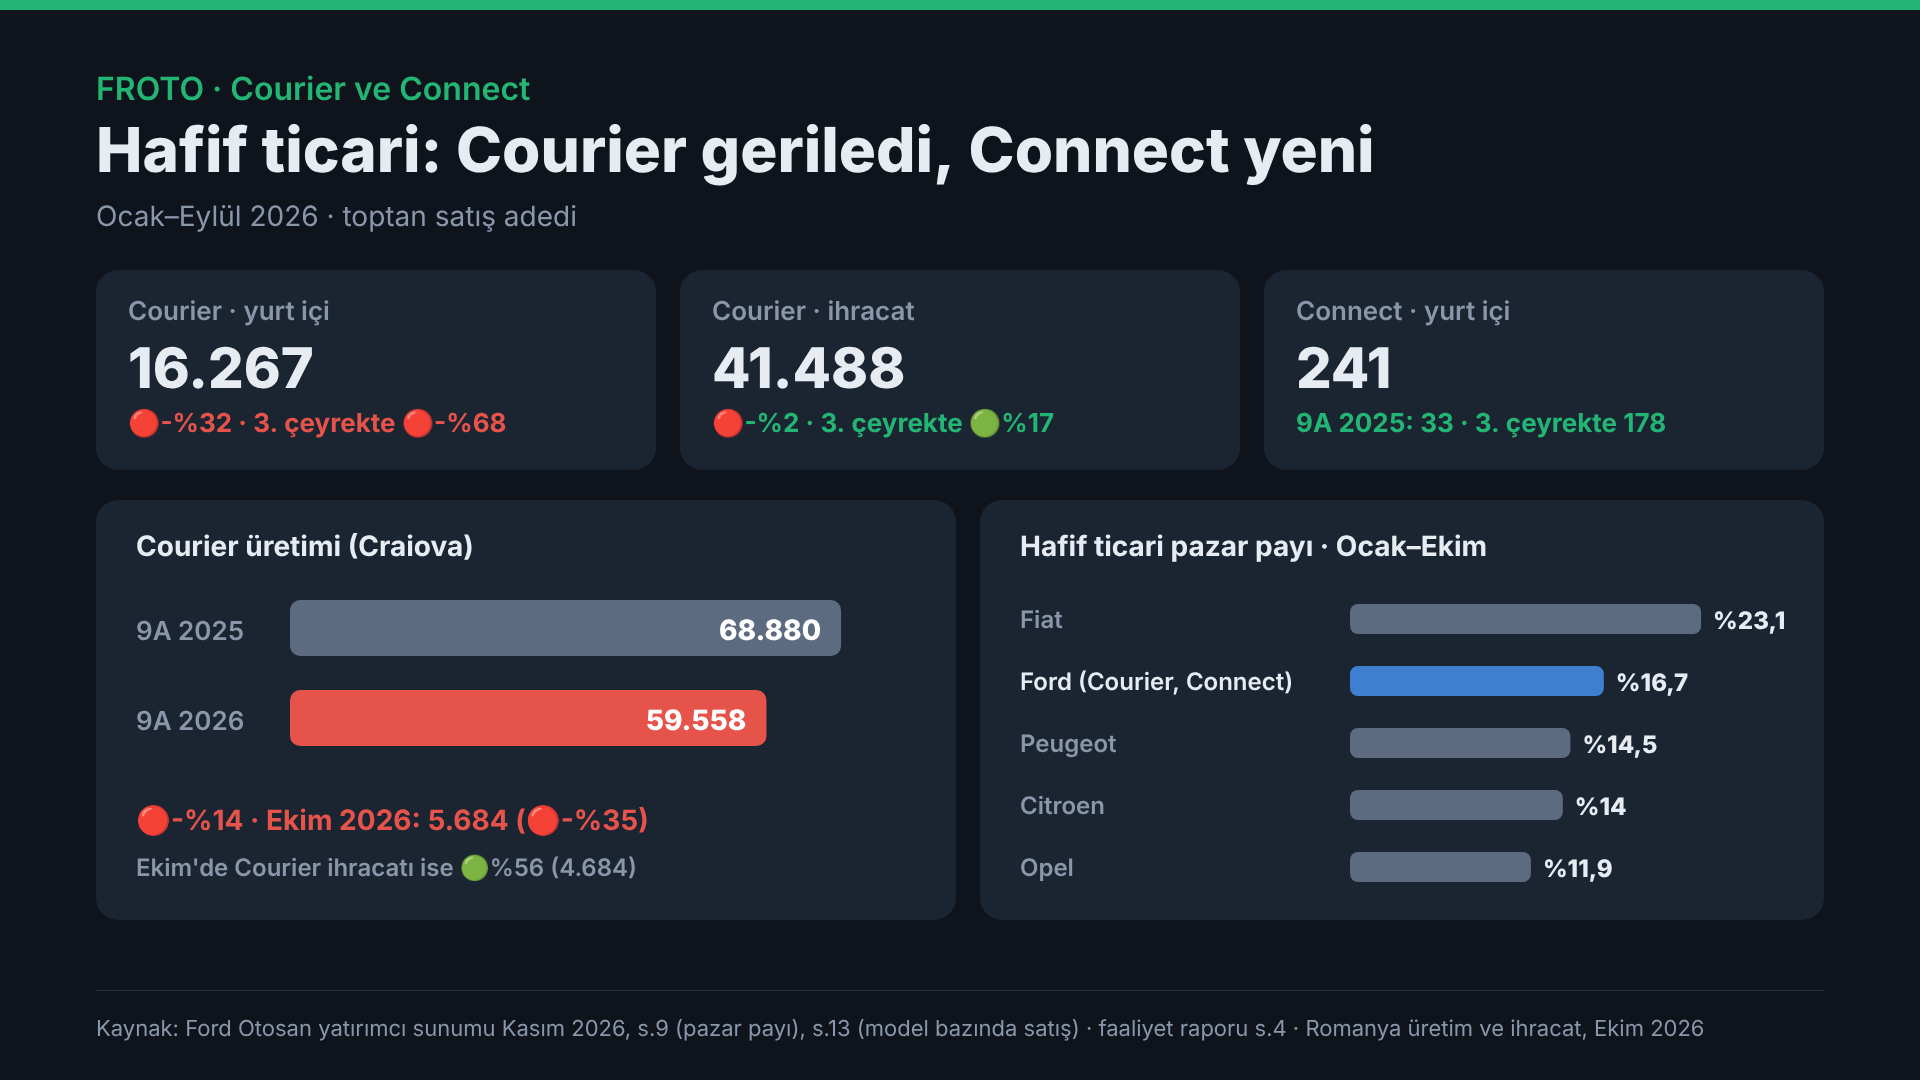 FROTO · Courier ve Connect
Hafif ticari: Courier geriledi, Connect yeni
Ocak–Eylül 2026 · toptan satış adedi
Courier · yurt içi
16.267
🔴-%32 · 3. çeyrekte 🔴-%68
Courier · ihracat
41.488
🔴-%2 · 3. çeyrekte 🟢%17
Connect · yurt içi
241
9A 2025: 33 · 3. çeyrekte 178
Courier üretimi (Craiova)
9A 2025 68.880
9A 2026 59.558
🔴-%14 · Ekim 2026: 5.684 (🔴-%35)
Ekim'de Courier ihracatı ise 🟢%56 (4.684)
Hafif ticari pazar payı · Ocak–Ekim
Fiat %23,1
Ford (Courier, Connect) %16,7
Peugeot %14,5
Citroen %14
Opel %11,9
Kaynak: Ford Otosan yatırımcı sunumu Kasım 2026, s.9 (pazar payı), s.13 (model bazında satış) · faaliyet raporu s.4 · Romanya üretim ve ihracat, Ekim 2026